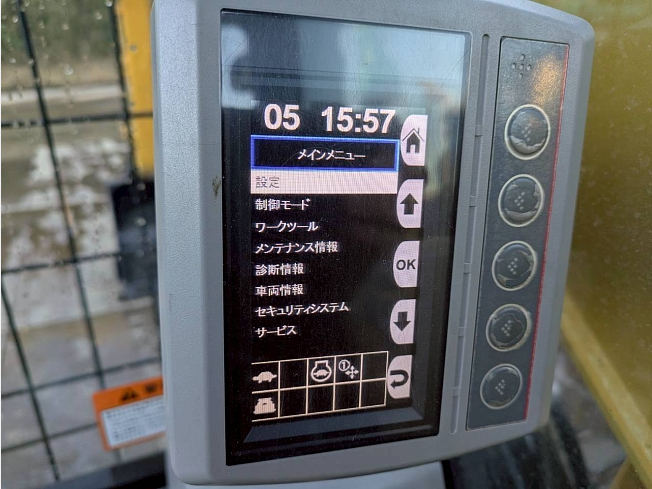 05 15:57
メインメニュー
設定
制御モード
ワークツール
メンテナンス情報
OK
診断情報
車両情報
セキュリティシステム
サービス
1